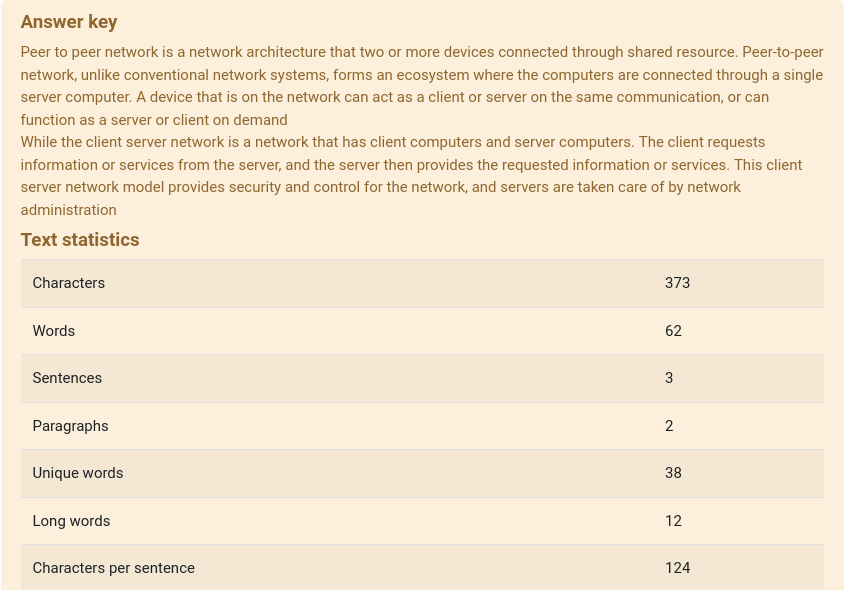 Answer key
Peer to peer network is a network architecture that two or more devices connected through shared resource. Peer-to-peer
network, unlike conventional network systems, forms an ecosystem where the computers are connected through a single
server computer. A device that is on the network can act as a client or server on the same communication, or can
function as a server or client on demand
While the client server network is a network that has client computers and server computers. The client requests
information or services from the server, and the server then provides the requested information or services. This client
server network model provides security and control for the network, and servers are taken care of by network
administration
Text statistics
Characters 373
Words 62
Sentences 3
Paragraphs 2
Unique words 38
Long words 12
Characters per sentence 124